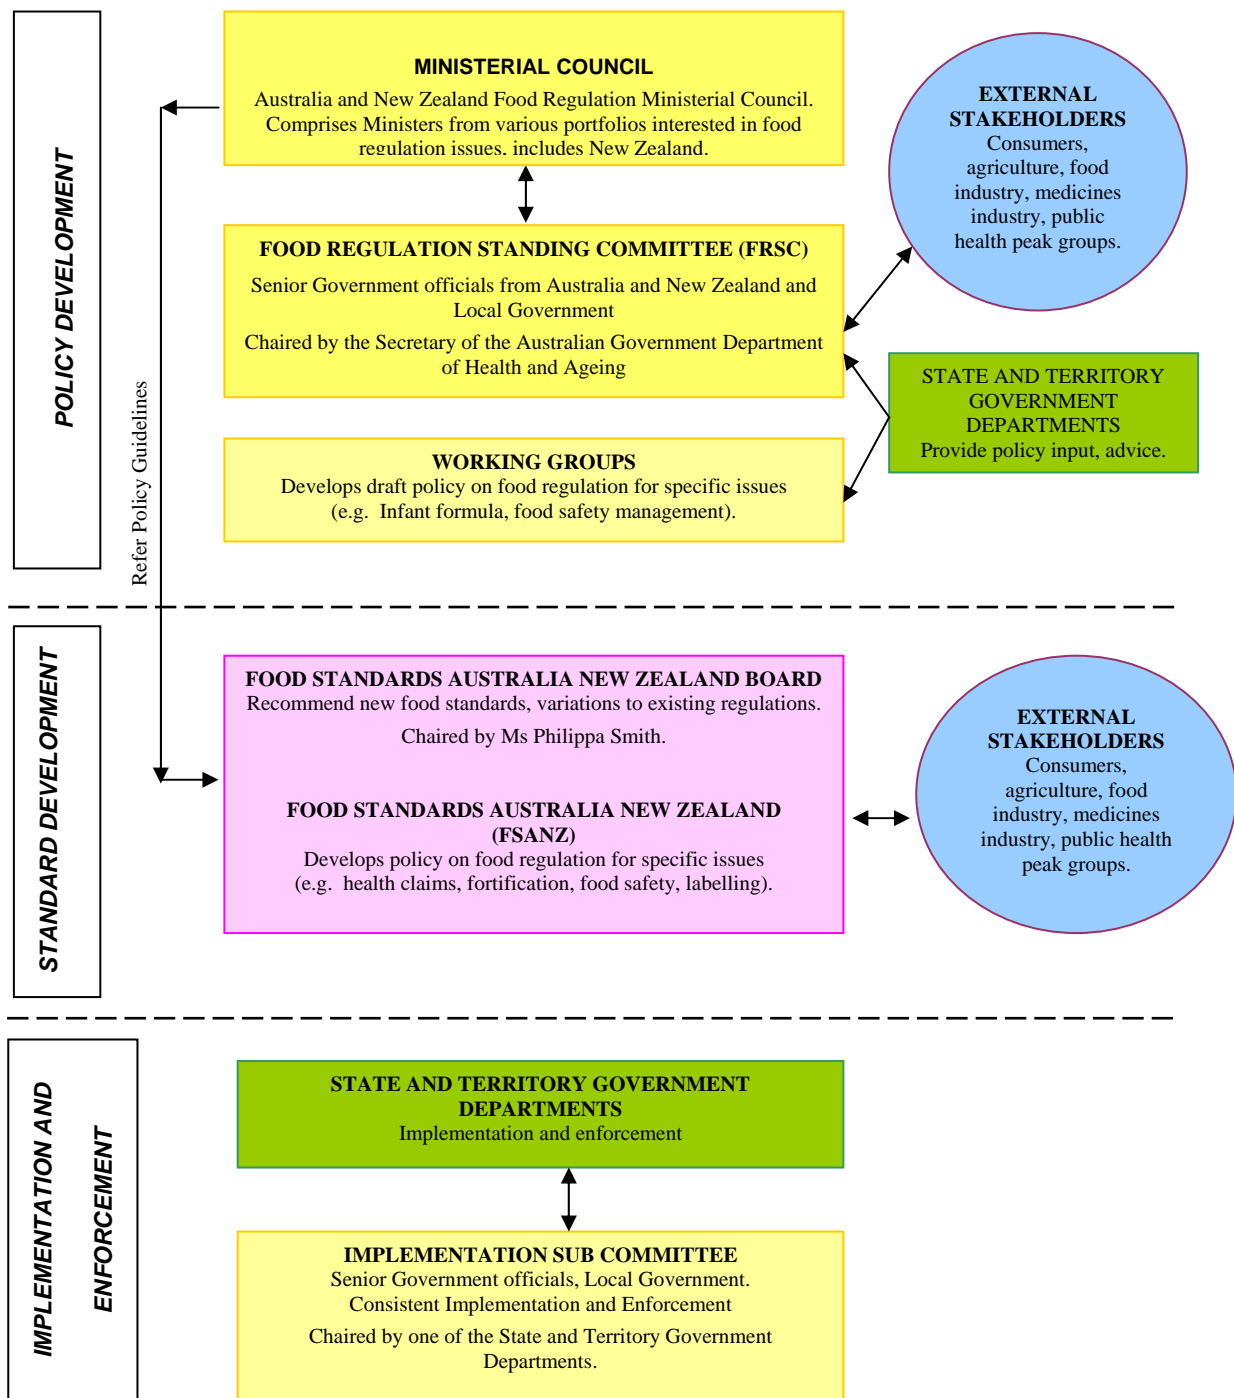 POLICY DEVELOPMENT
MINISTERIAL COUNCIL
Australia and New Zealand Food Regulation Ministerial Council.
Comprises Ministers from various portfolios interested in food
regulation issues, includes New Zealand.
EXTERNAL
STAKEHOLDERS
Consumers,
agriculture, food
industry, medicines
industry, public
health peak groups.
FOOD REGULATION STANDING COMMITTEE (FRSC)
Senior Government officials from Australia and New Zealand and
Local Government
Chaired by the Secretary of the Australian Government Department
of Health and Ageing
STATE AND TERRITORY
GOVERNMENT
DEPARTMENTS
Provide policy input, advice.
WORKING GROUPS
Develops draft policy on food regulation for specific issues
(e.g. Infant formula, food safety management).
Refer Policy Guidelines
STANDARD DEVELOPMENT
FOOD STANDARDS AUSTRALIA NEW ZEALAND BOARD
Recommend new food standards, variations to existing regulations.
Chaired by Ms Philippa Smith.
FOOD STANDARDS AUSTRALIA NEW ZEALAND
(FSANZ)
Develops policy on food regulation for specific issues
(e.g. health claims, fortification, food safety, labelling).
EXTERNAL
STAKEHOLDERS
Consumers,
agriculture, food
industry, medicines
industry, public health
peak groups.
IMPLEMENTATION AND
ENFORCEMENT
STATE AND TERRITORY GOVERNMENT
DEPARTMENTS
Implementation and enforcement
IMPLEMENTATION SUB COMMITTEE
Senior Government officials, Local Government.
Consistent Implementation and Enforcement
Chaired by one of the State and Territory Government
Departments.